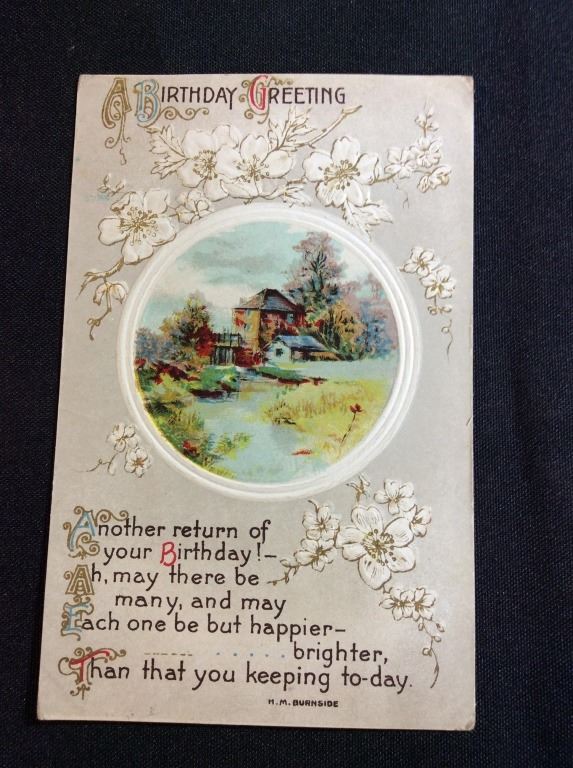 A BIRTHDAY GREETING
Another return of
your Birthday!—
Ah, may there be
many, and may
Each one be but happier—
----- . . . . . brighter,
Than that you keeping to-day.
H.M. BURNSIDE